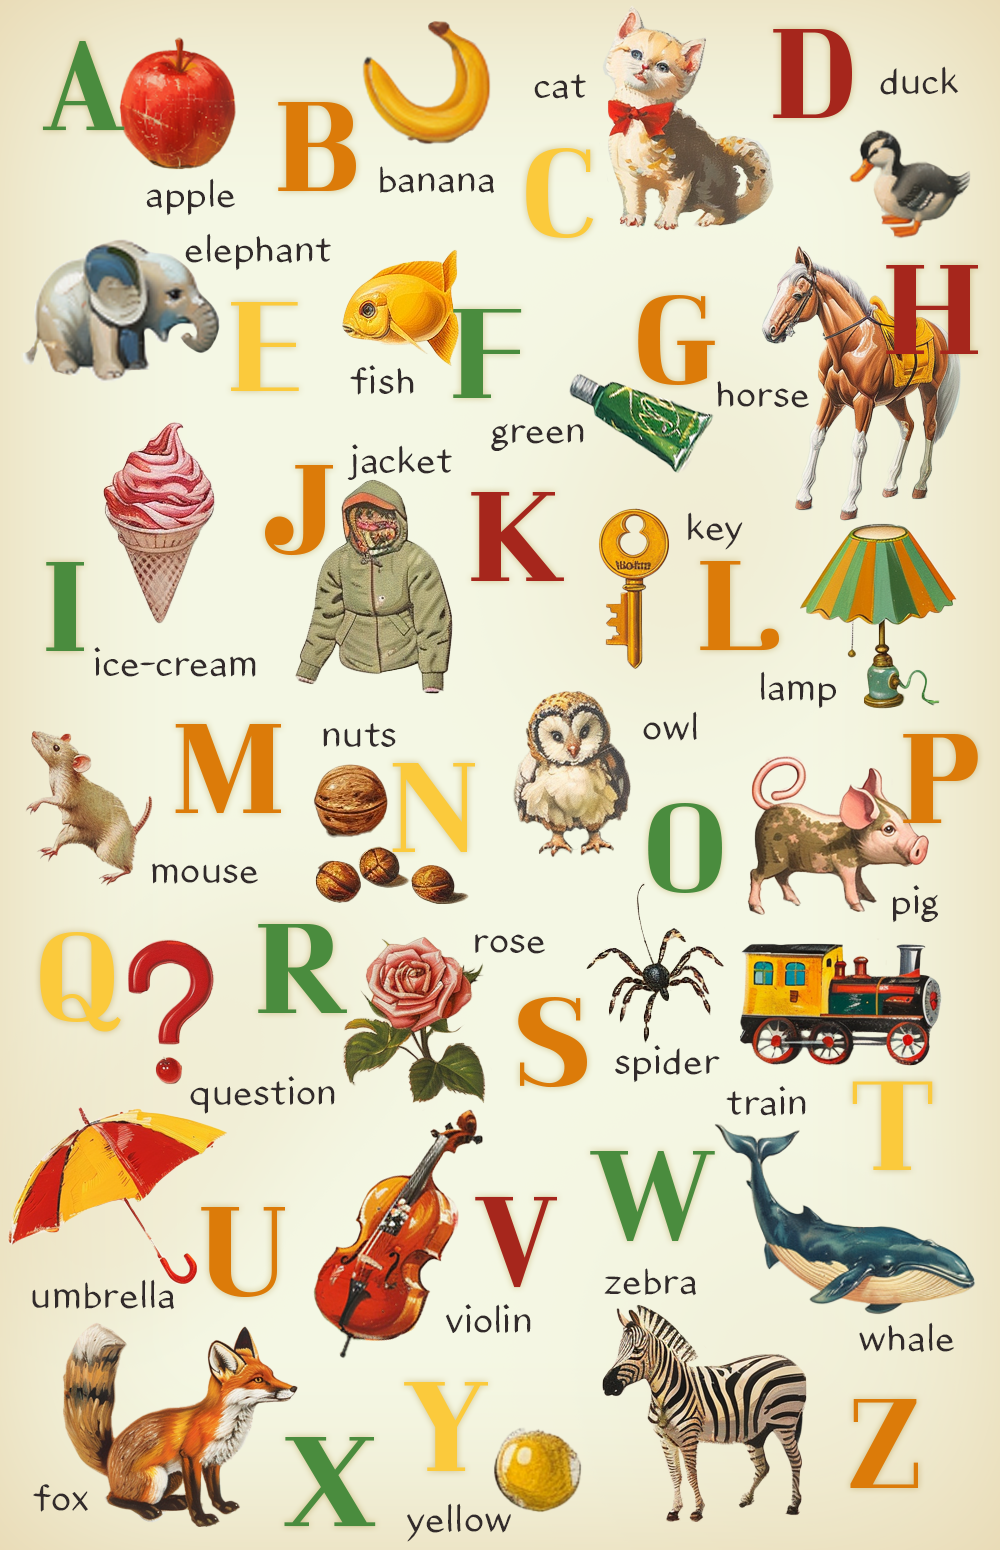 A
apple
B
banana
cat
C
D
duck
elephant
E
fish
F
G
green
horse
H
I
ice-cream
J
jacket
K
key
L
lamp
M
mouse
nuts
N
owl
O
P
pig
Q
question
R
rose
S
spider
train
T
umbrella
U
violin
V
W
whale
fox
X
Y
yellow
zebra
Z